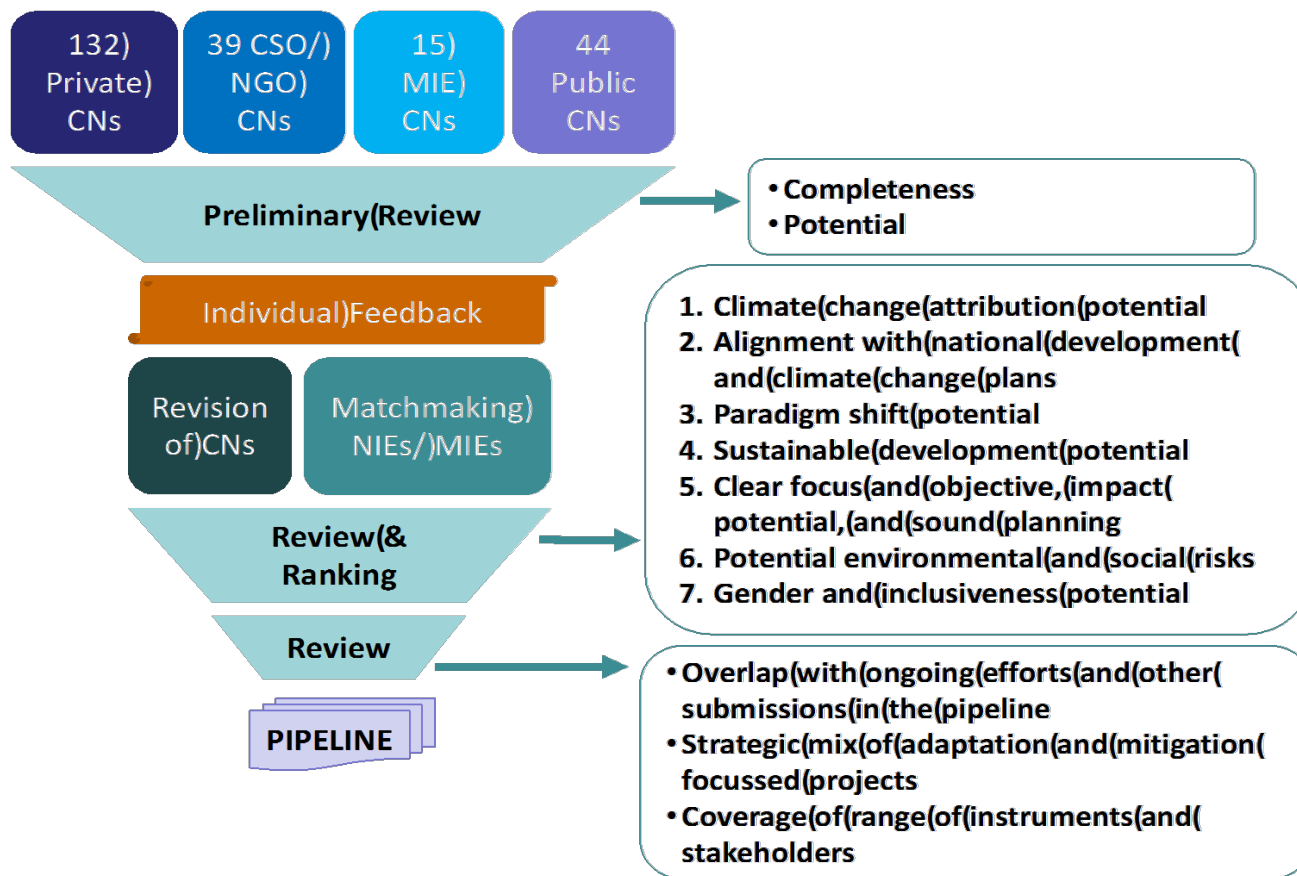 132)
Private)
CNs
39 CSO/)
NGO)
CNs
15)
MIE)
CNs
44
Public
CNs
Preliminary(Review
• Completeness
• Potential
Individual)Feedback
Revision
of)CNs
Matchmaking)
NIEs/)MIEs
Review(&
Ranking
1. Climate(change(attribution(potential
2. Alignment with(national(development(
and(climate(change(plans
3. Paradigm shift(potential
4. Sustainable(development(potential
5. Clear focus(and(objective,(impact(
potential,(and(sound(planning
6. Potential environmental(and(social(risks
7. Gender and(inclusiveness(potential
Review
• Overlap(with(ongoing(efforts(and(other(
submissions(in(the(pipeline
• Strategic(mix(of(adaptation(and(mitigation(
focussed(projects
• Coverage(of(range(of(instruments(and(
stakeholders
PIPELINE